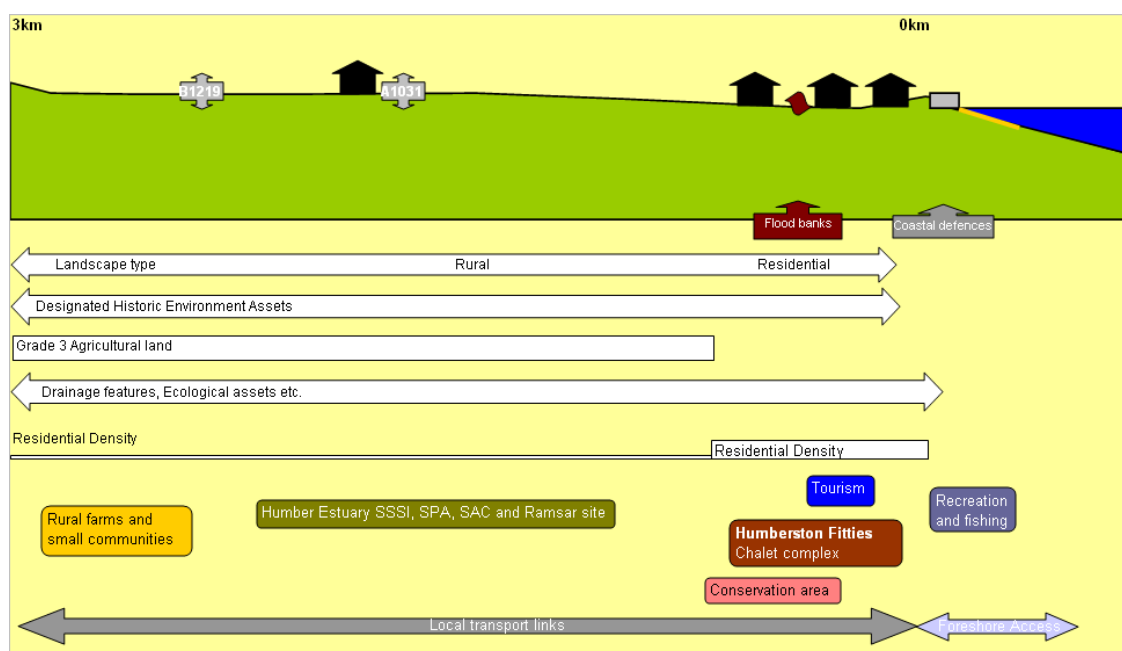 3km
0km
B1219
A1031
Flood banks
Coastal defences
Landscape type
Rural
Residential
Designated Historic Environment Assets
Grade 3 Agricultural land
Drainage features, Ecological assets etc.
Residential Density
Residential Density
Tourism
Rural farms and
small communities
Humber Estuary SSSI, SPA, SAC and Ramsar site
Recreation
and fishing
Humberston Fitties
Chalet complex
Conservation area
Local transport links
Foreshore Access